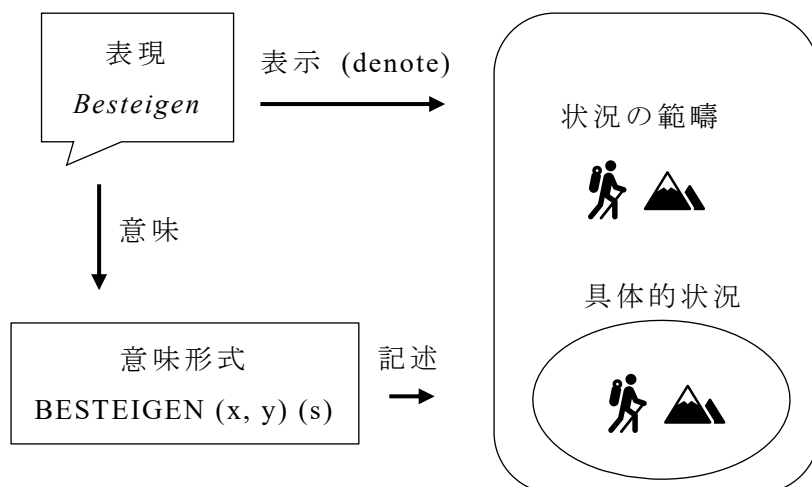 表現
Besteigen
表示 (denote)
状況の範疇
意味
具体的状況
意味形式
BESTEIGEN (x, y) (s)
記述